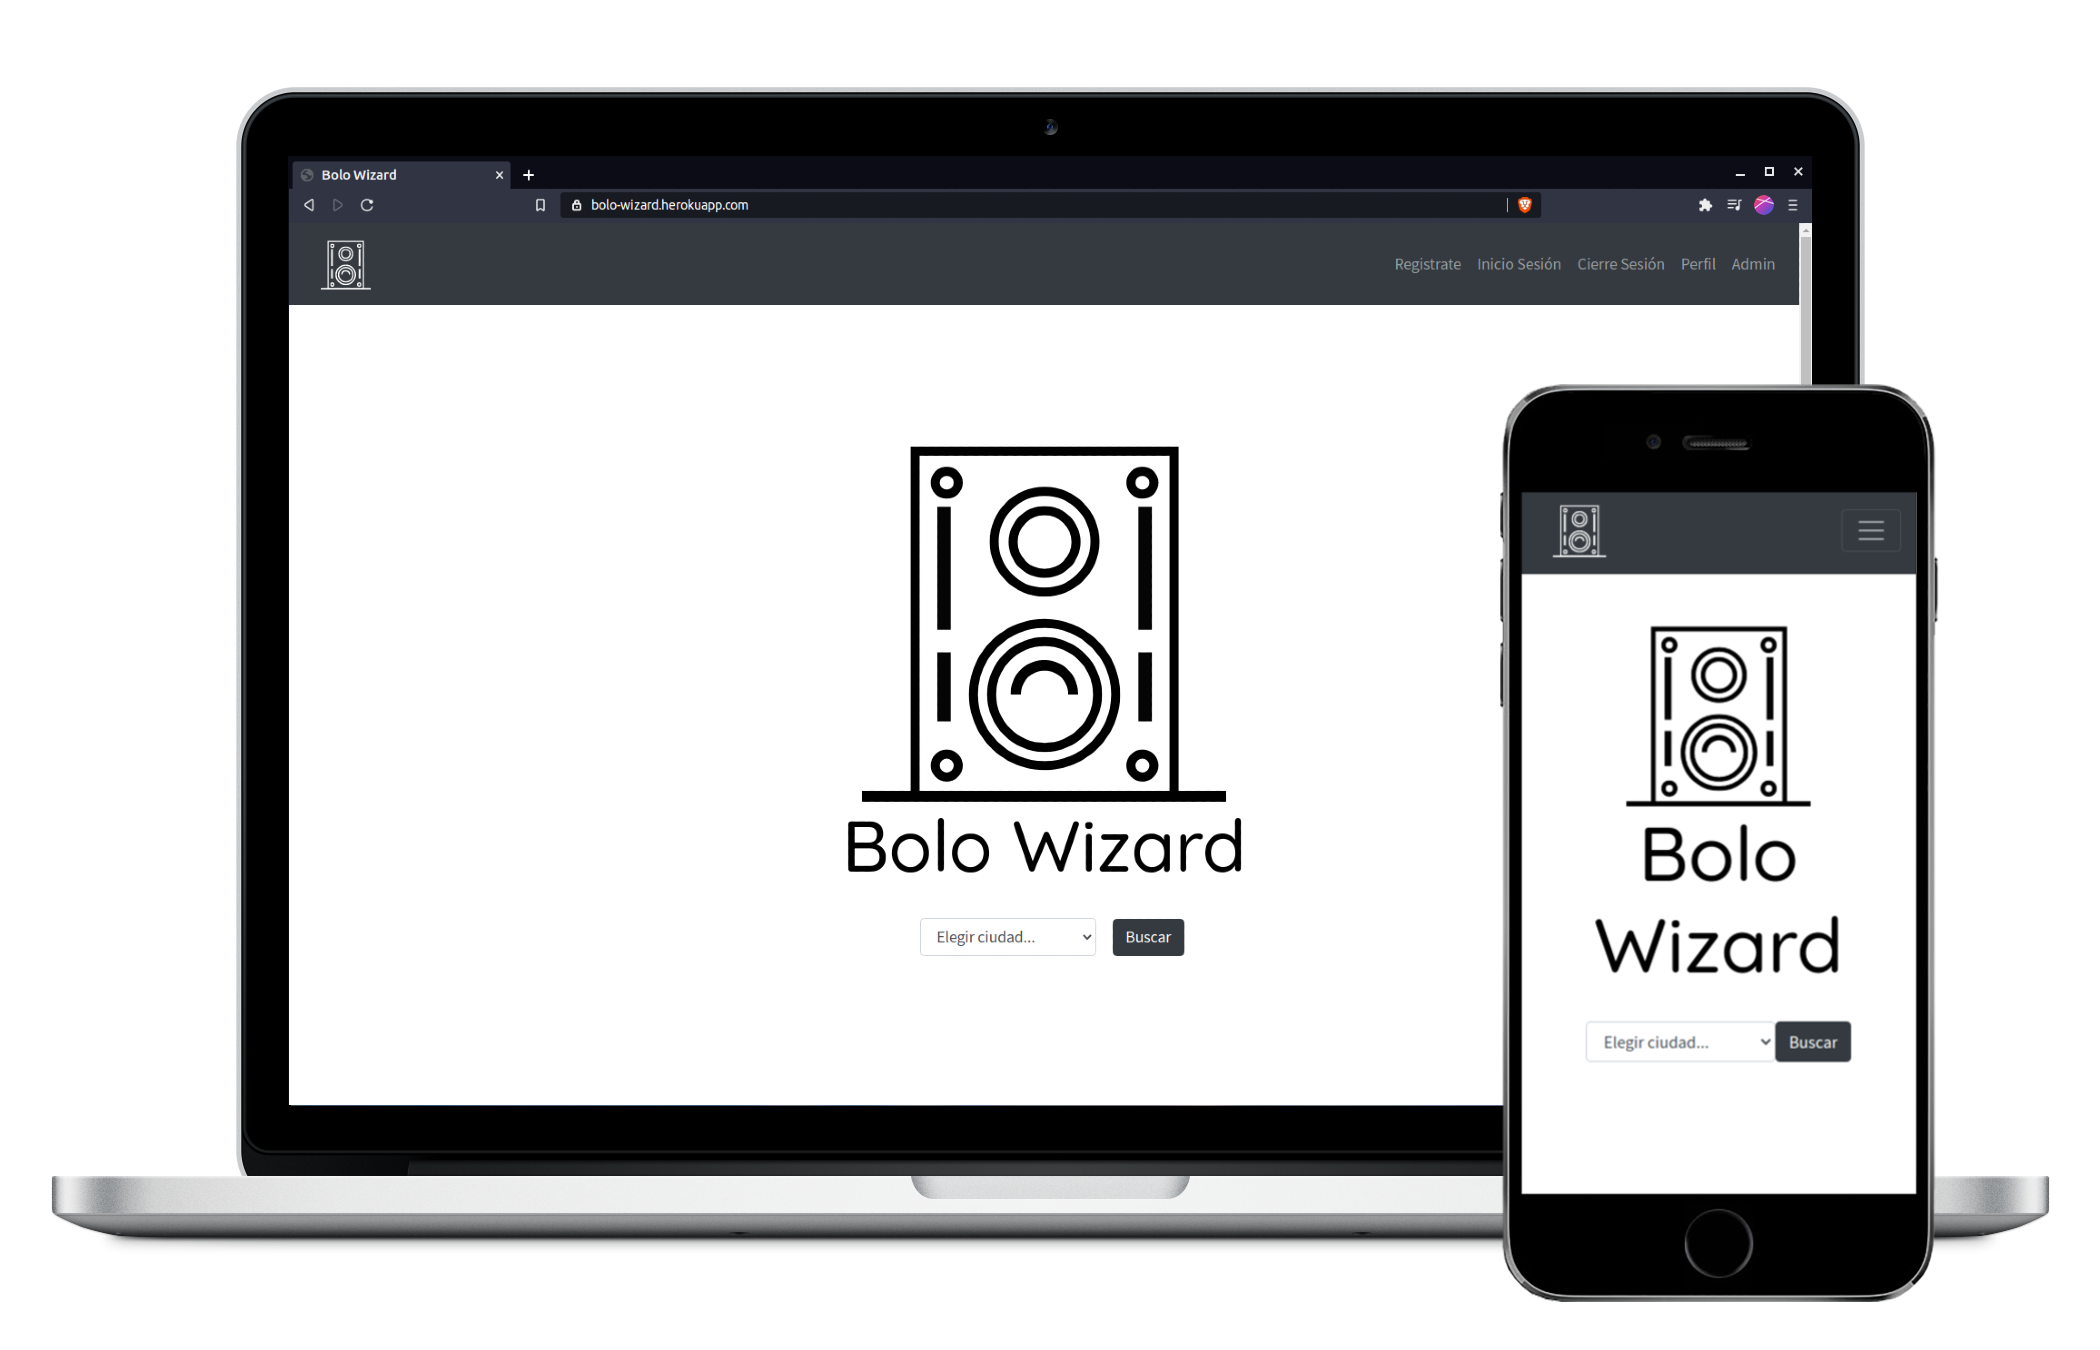 Bolo Wizard
bolo-wizard.herokuapp.com
Registrate Inicio Sesión Cierre Sesión Perfil Admin
Bolo Wizard
Elegir ciudad... Buscar
Bolo
Wizard
Elegir ciudad... Buscar